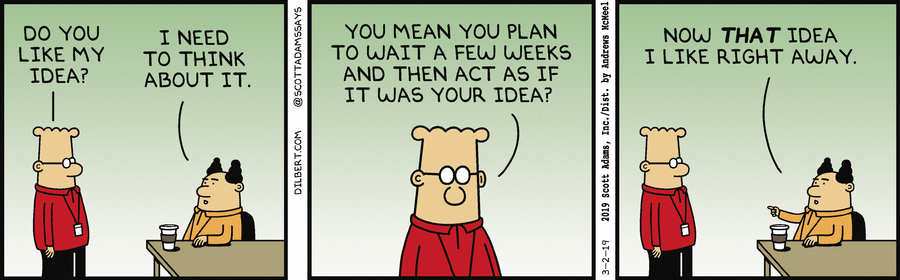 DO YOU
LIKE MY
IDEA?
I NEED
TO THINK
ABOUT IT.
DILBERT.COM @SCOTTADAMSSAYS
YOU MEAN YOU PLAN
TO WAIT A FEW WEEKS
AND THEN ACT AS IF
IT WAS YOUR IDEA?
3-2-19 2019 Scott Adams, Inc./Dist. by Andrews McMeel
NOW THAT IDEA
I LIKE RIGHT AWAY.